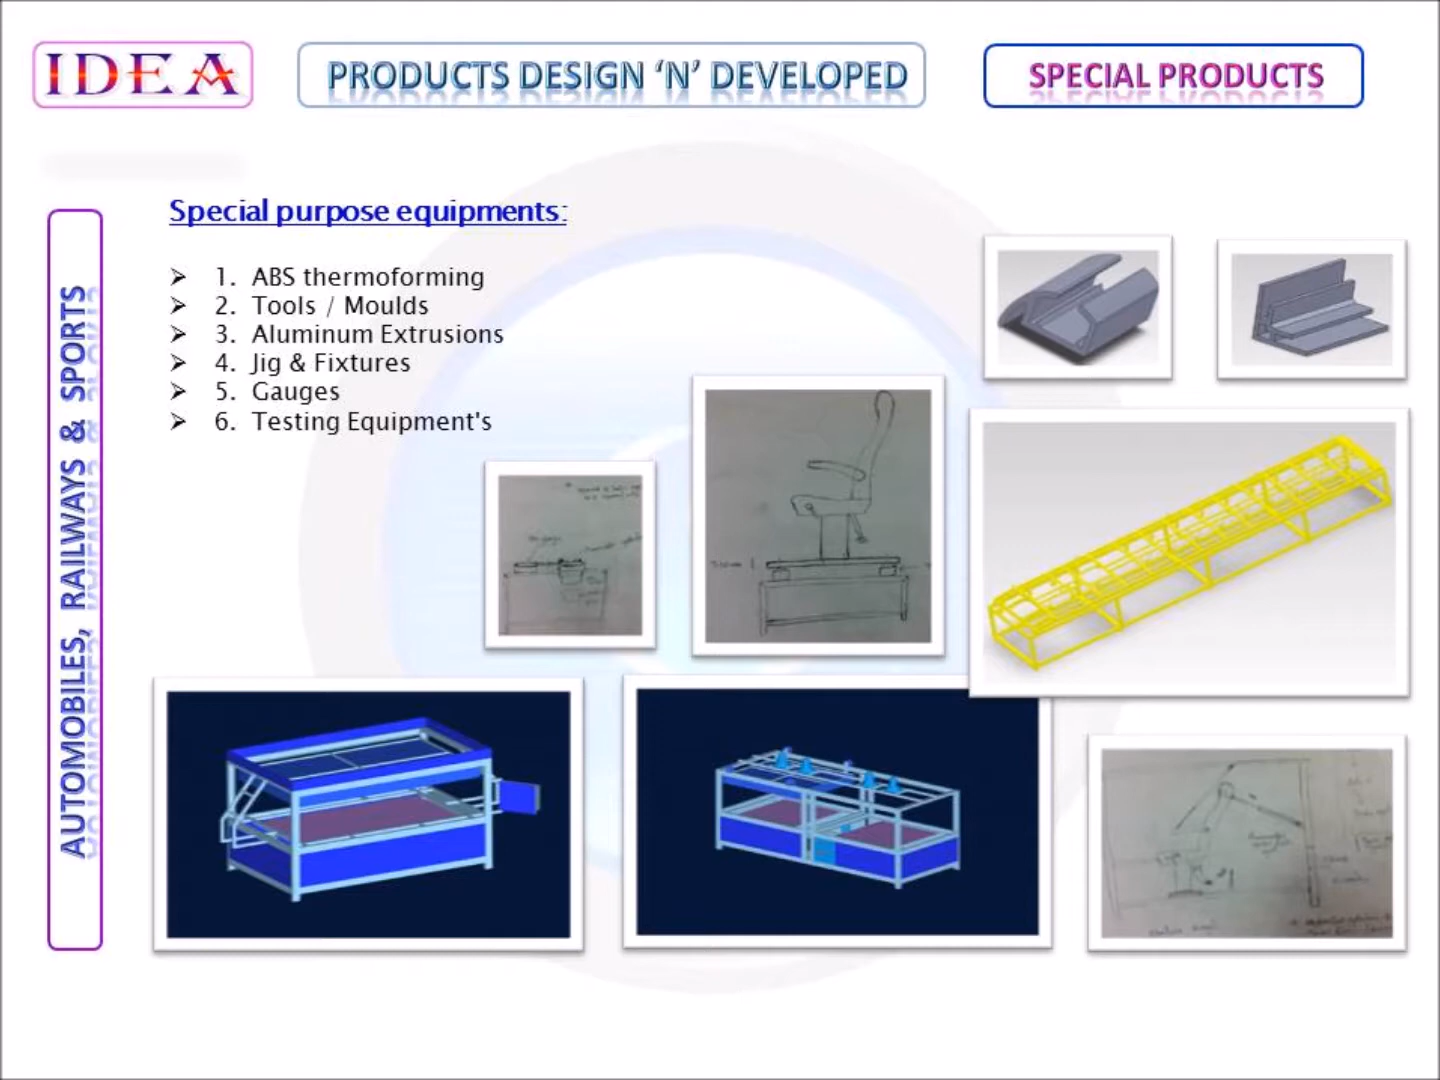 IDEA
PRODUCTS DESIGN ‘N’ DEVELOPED
SPECIAL PRODUCTS
AUTOMOBILES, RAILWAYS & SPORTS
Special purpose equipments:
➢ 1. ABS thermoforming
➢ 2. Tools / Moulds
➢ 3. Aluminum Extrusions
➢ 4. Jig & Fixtures
➢ 5. Gauges
➢ 6. Testing Equipment's